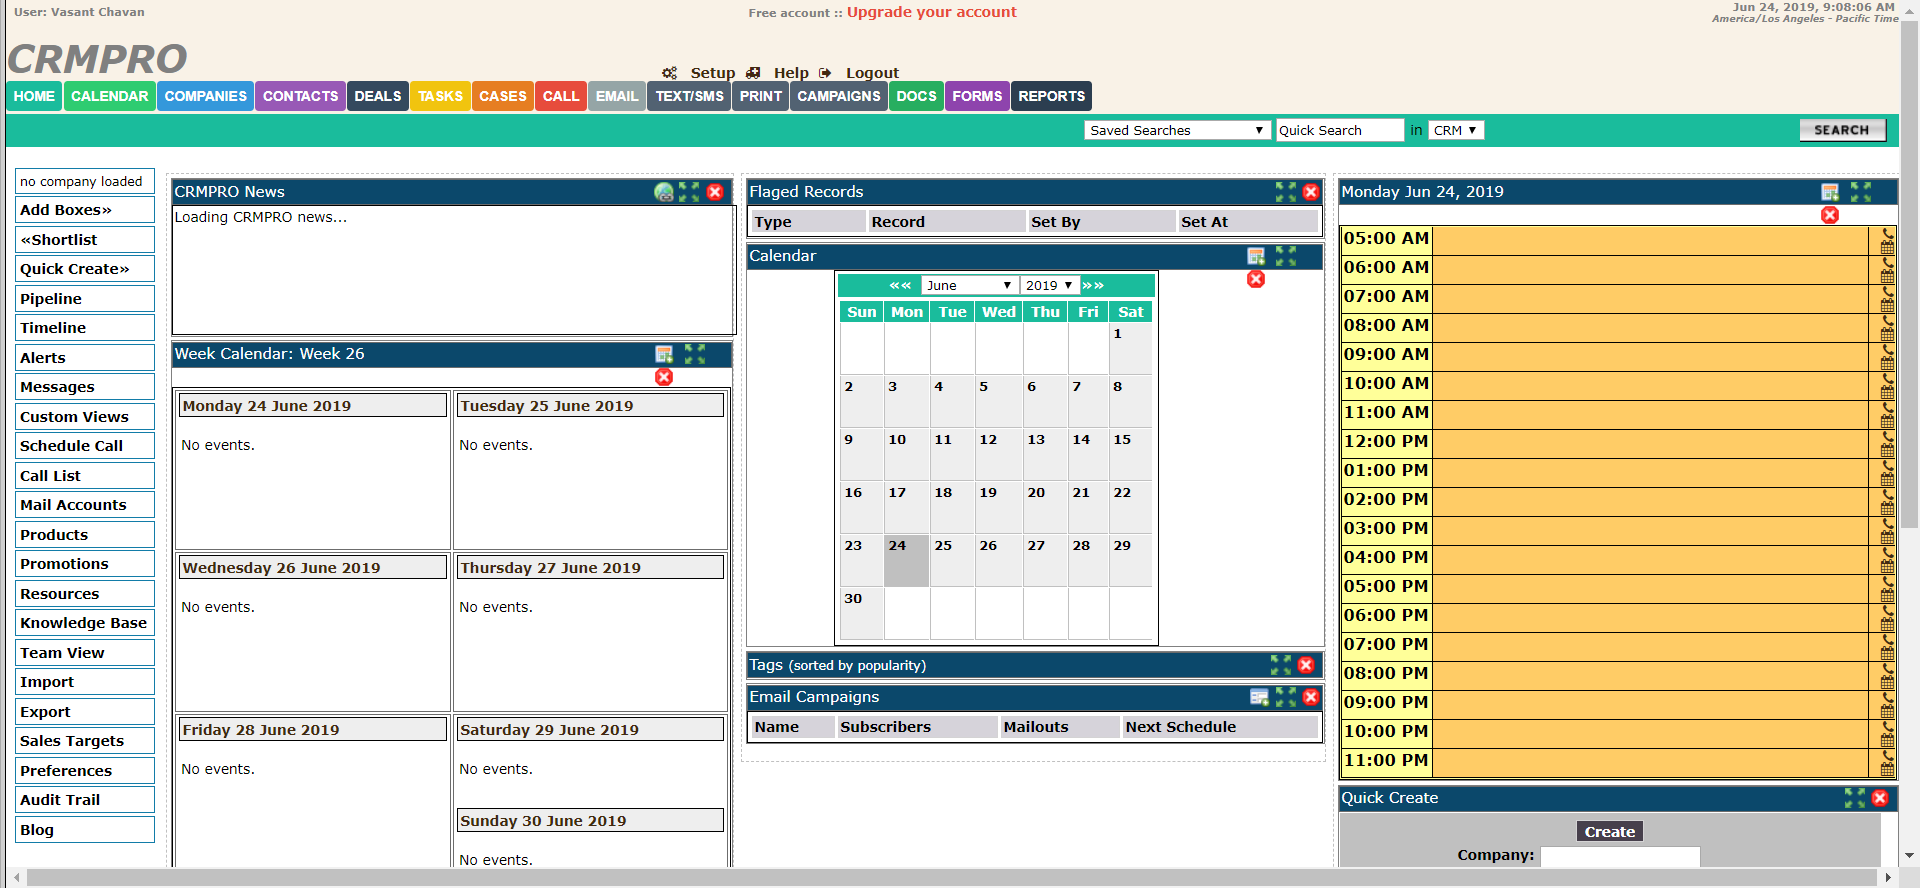 User: Vasant Chavan
Free account :: Upgrade your account
Jun 24, 2019, 9:08:06 AM
America/Los Angeles - Pacific Time
CRMPRO
Setup Help Logout
HOME CALENDAR COMPANIES CONTACTS DEALS TASKS CASES CALL EMAIL TEXT/SMS PRINT CAMPAIGNS DOCS FORMS REPORTS
Saved Searches Quick Search in CRM SEARCH
no company loaded
Add Boxes»
«Shortlist
Quick Create»
Pipeline
Timeline
Alerts
Messages
Custom Views
Schedule Call
Call List
Mail Accounts
Products
Promotions
Resources
Knowledge Base
Team View
Import
Export
Sales Targets
Preferences
Audit Trail
Blog
CRMPRO News
Loading CRMPRO news...
Week Calendar: Week 26
Monday 24 June 2019 Tuesday 25 June 2019
No events. No events.
Wednesday 26 June 2019 Thursday 27 June 2019
No events. No events.
Friday 28 June 2019 Saturday 29 June 2019
No events. No events.
Sunday 30 June 2019
No events.
Flaged Records
Type Record Set By Set At
Calendar
«« June 2019 »»
Sun Mon Tue Wed Thu Fri Sat
1
2 3 4 5 6 7 8
9 10 11 12 13 14 15
16 17 18 19 20 21 22
23 24 25 26 27 28 29
30
Tags (sorted by popularity)
Email Campaigns
Name Subscribers Mailouts Next Schedule
Monday Jun 24, 2019
05:00 AM
06:00 AM
07:00 AM
08:00 AM
09:00 AM
10:00 AM
11:00 AM
12:00 PM
01:00 PM
02:00 PM
03:00 PM
04:00 PM
05:00 PM
06:00 PM
07:00 PM
08:00 PM
09:00 PM
10:00 PM
11:00 PM
Quick Create
Create
Company: